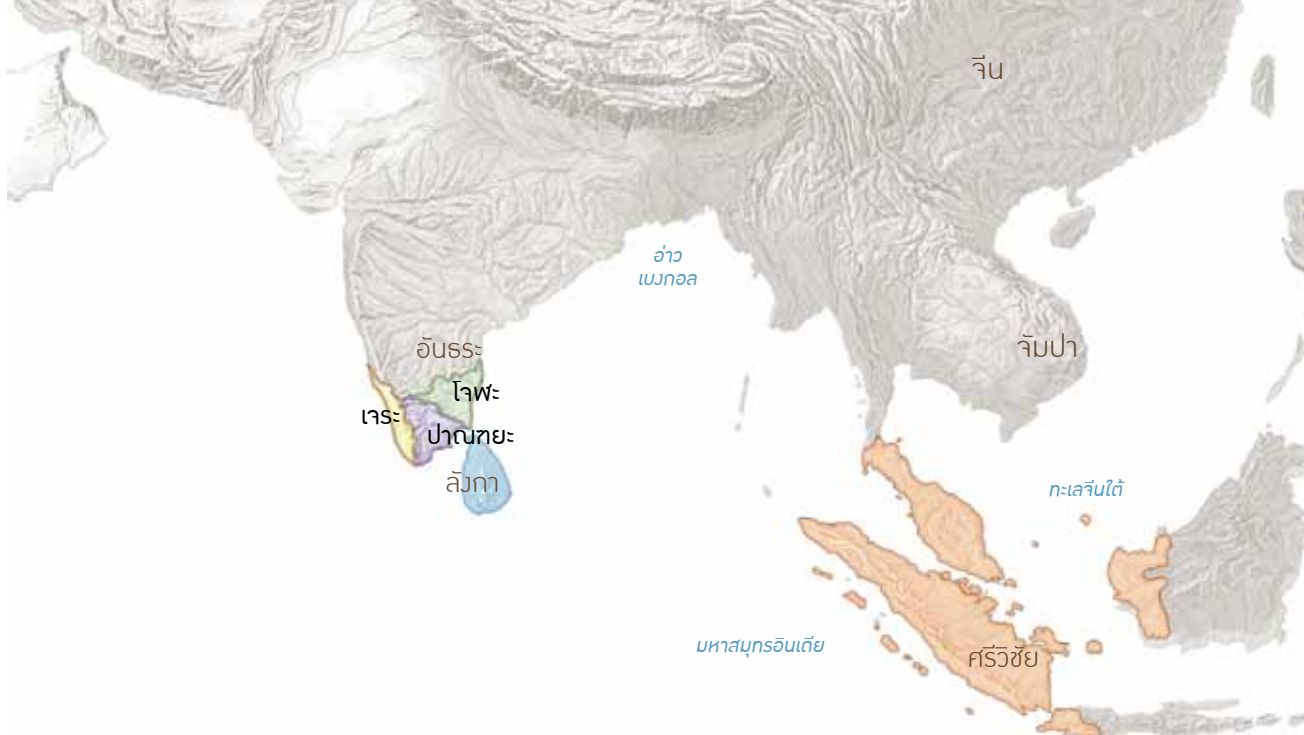 จีน
อ่าว
เบงกอล
อันธระ
จัมปา
โจฬะ
เจระ
ปาณฑยะ
ลังกา
ทะเลจีนใต้
มหาสมุทรอินเดีย
ศรีวิชัย